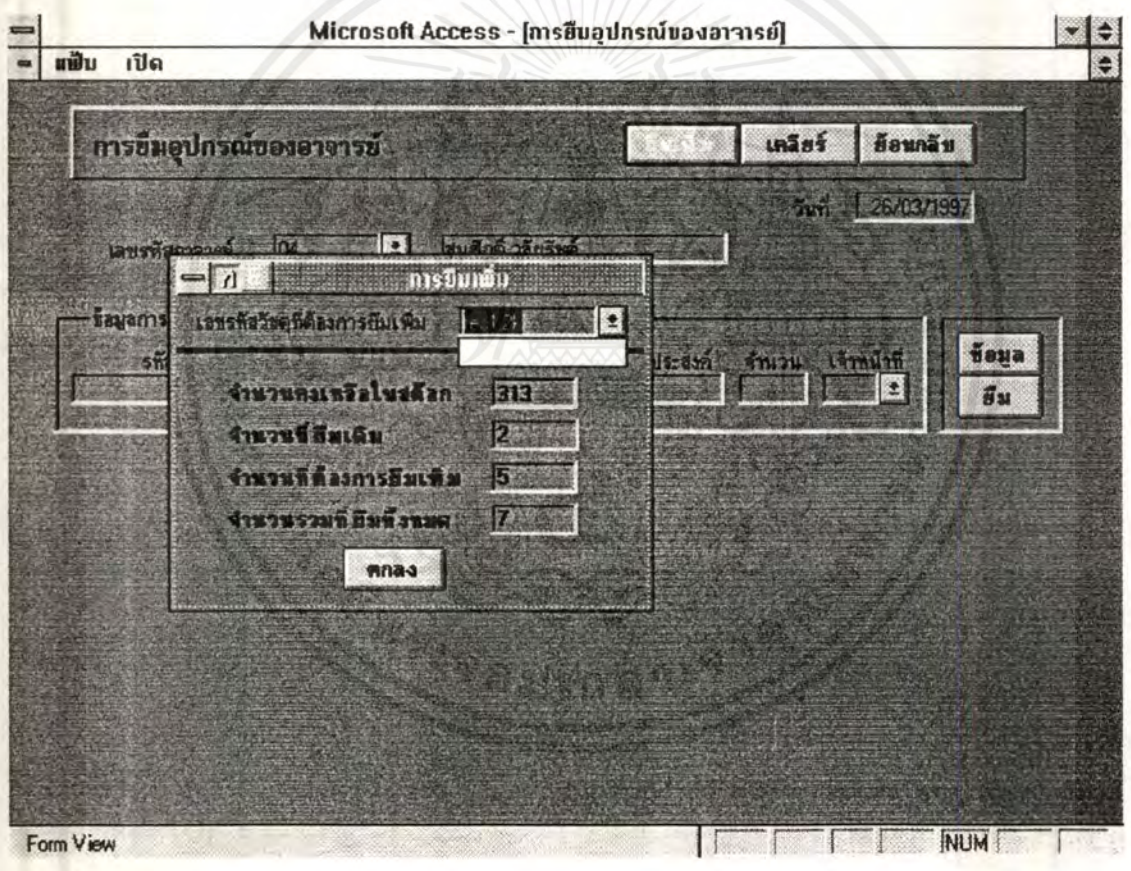 Microsoft Access - [การยืมอุปกรณ์ของอาจารย์]
แฟ้ม เปิด
การยืมอุปกรณ์ของอาจารย์ เคลียร์ ย้อนกลับ
วันที่ 26/03/1997
เลขรหัสอาจารย์ 04
การยืมเพิ่ม
ข้อมูลการ
เลขรหัสวัสดุที่ต้องการยืมเพิ่ม
รหัส ประสงค์ จำนวน เจ้าหน้าที่ ข้อมูล
ยืม
จำนวนคงเหลือในสต๊อก 313
จำนวนที่ยืมเดิม 2
จำนวนที่ต้องการยืมเพิ่ม 5
จำนวนรวมที่ยืมทั้งหมด 7
ตกลง
Form View NUM